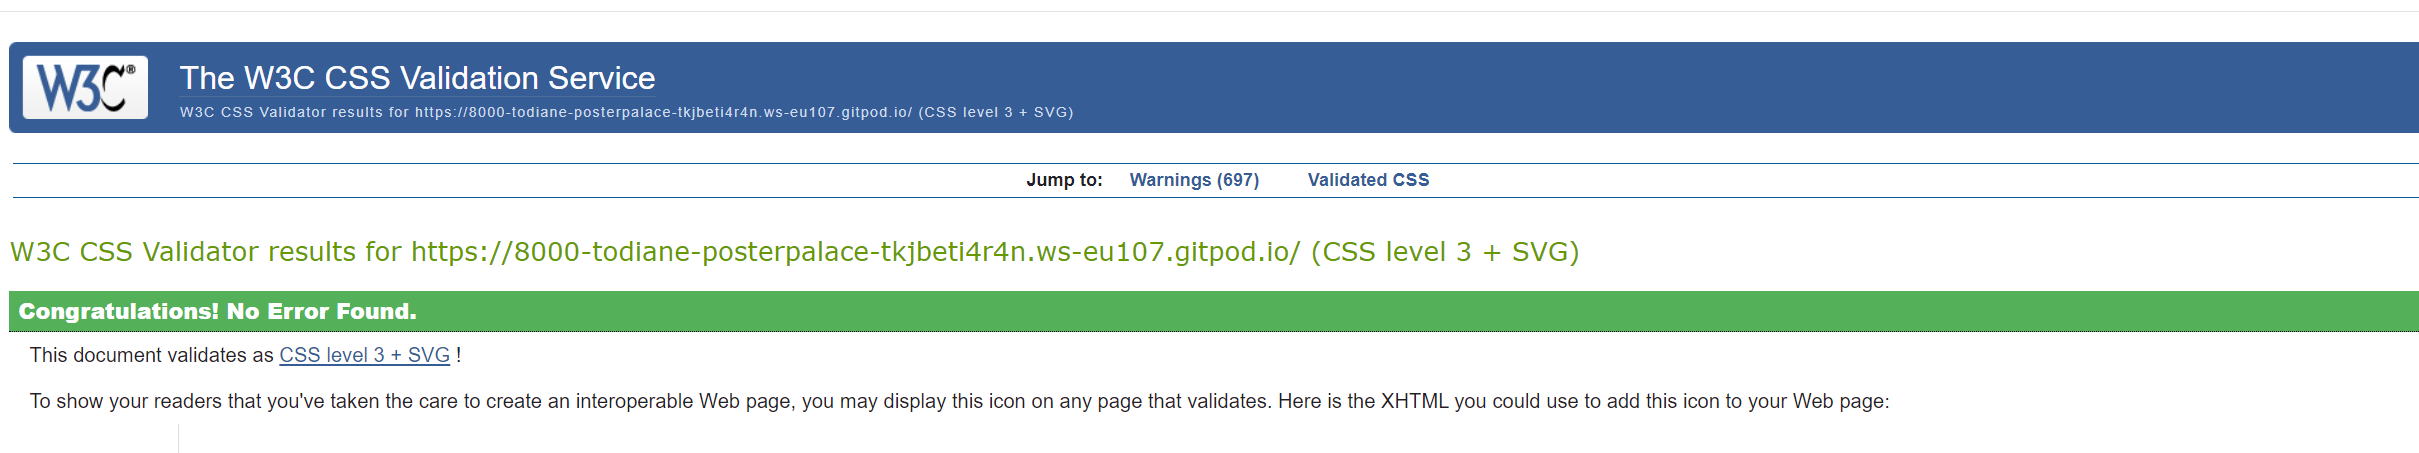 W3C®
The W3C CSS Validation Service
W3C CSS Validator results for https://8000-todiane-posterpalace-tkjbeti4r4n.ws-eu107.gitpod.io/ (CSS level 3 + SVG)
Jump to: Warnings (697) Validated CSS
W3C CSS Validator results for https://8000-todiane-posterpalace-tkjbeti4r4n.ws-eu107.gitpod.io/ (CSS level 3 + SVG)
Congratulations! No Error Found.
This document validates as CSS level 3 + SVG !
To show your readers that you've taken the care to create an interoperable Web page, you may display this icon on any page that validates. Here is the XHTML you could use to add this icon to your Web page: